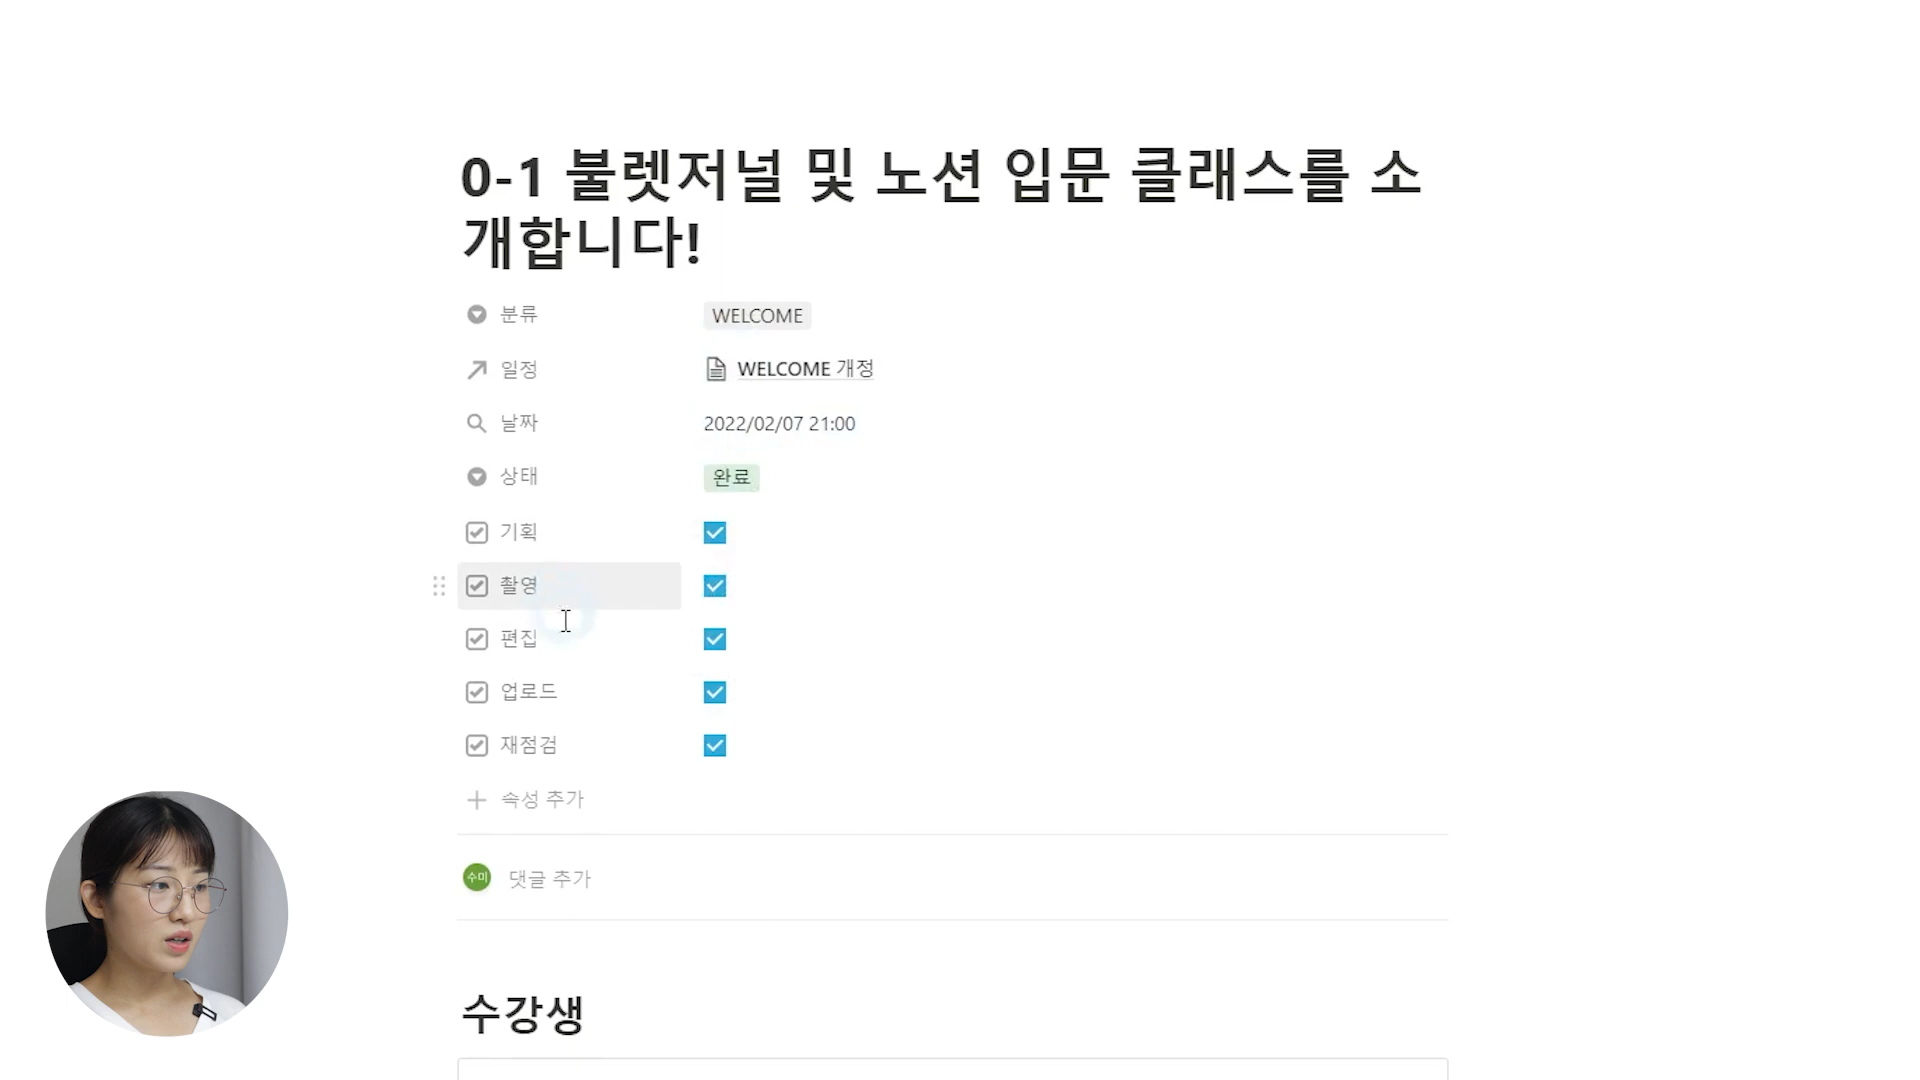 0-1 불렛저널 및 노션 입문 클래스를 소
개합니다!
분류 WELCOME
일정 WELCOME 개정
날짜 2022/02/07 21:00
상태 완료
기획
촬영
편집
업로드
재점검
속성 추가
수미 댓글 추가
수강생